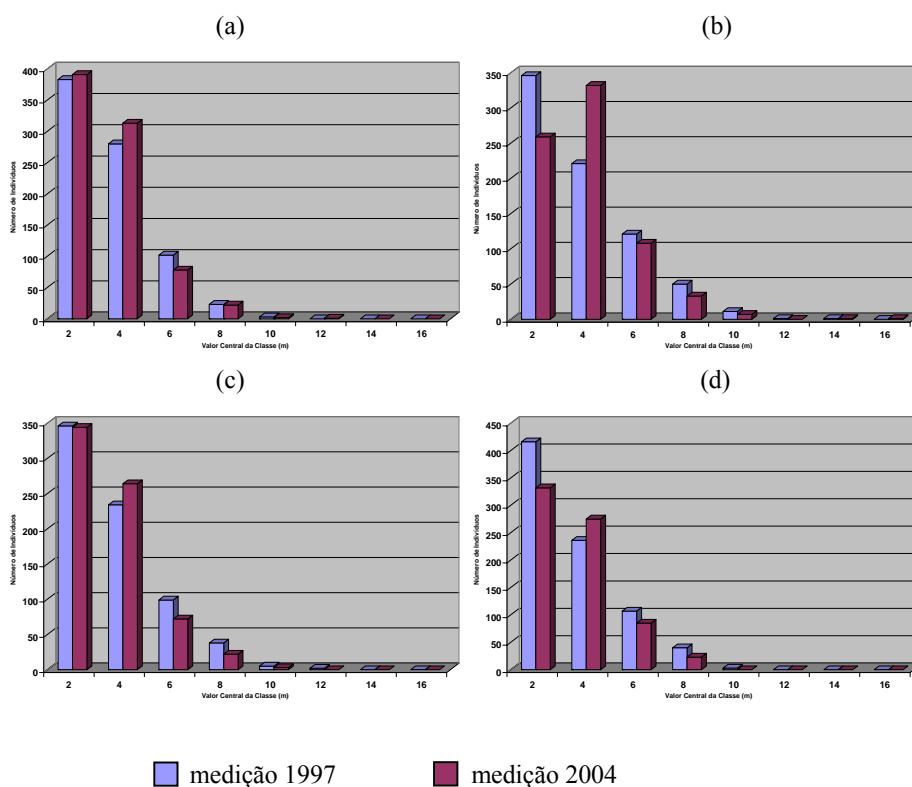 (a)
(b)
400
350
300
250
200
150
100
50
0
Número de Indivíduos
2 4 6 8 10 12 14 16
Valor Central da Classe (m)
350
300
250
200
150
100
50
0
Número de Indivíduos
2 4 6 8 10 12 14 16
Valor Central da Classe (m)
(c)
(d)
350
300
250
200
150
100
50
0
Número de Indivíduos
2 4 6 8 10 12 14 16
Valor Central da Classe (m)
450
400
350
300
250
200
150
100
50
0
Número de Indivíduos
2 4 6 8 10 12 14 16
Valor Central da Classe (m)
medição 1997
medição 2004